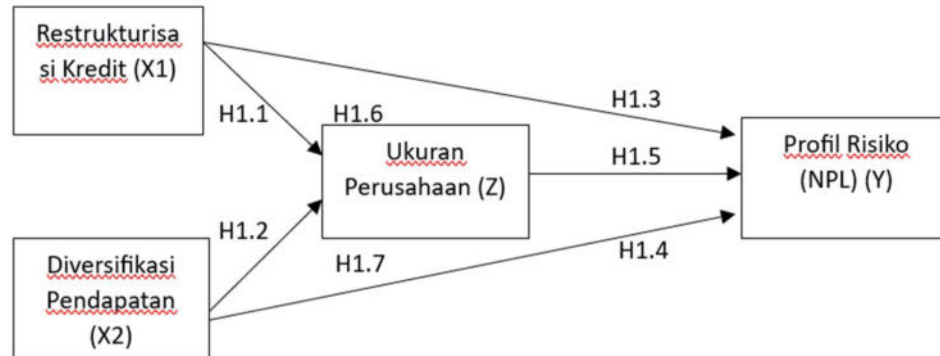 Restrukturisa
si Kredit (X1)
H1.1
H1.6
H1.3
Ukuran
Perusahaan (Z)
H1.5
Profil Risiko
(NPL) (Y)
H1.2
H1.7
H1.4
Diversifikasi
Pendapatan
(X2)